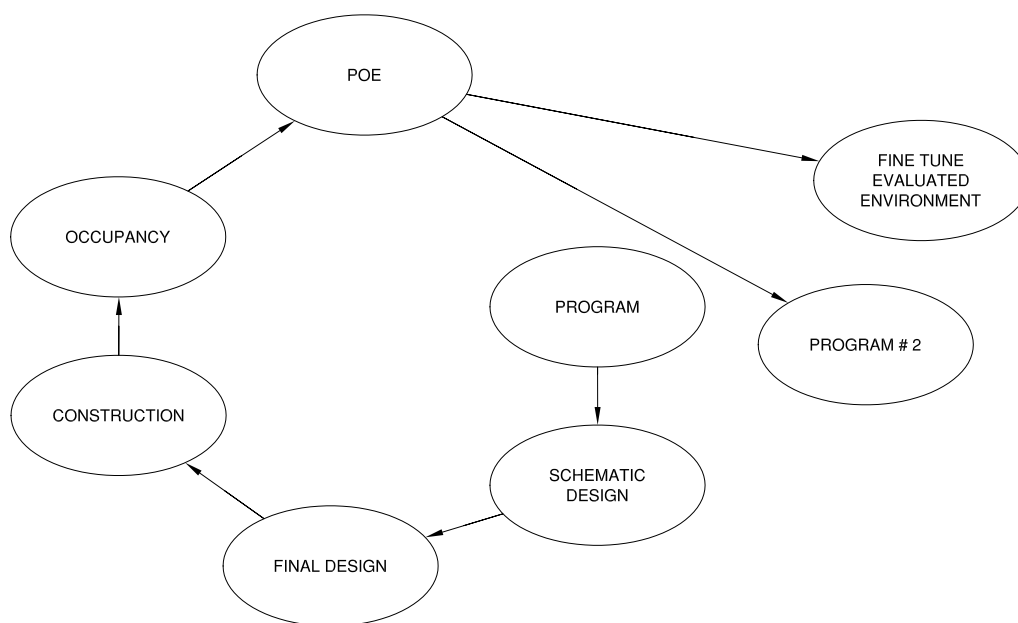 POE
FINE TUNE
EVALUATED
ENVIRONMENT
OCCUPANCY
PROGRAM
PROGRAM # 2
CONSTRUCTION
SCHEMATIC
DESIGN
FINAL DESIGN